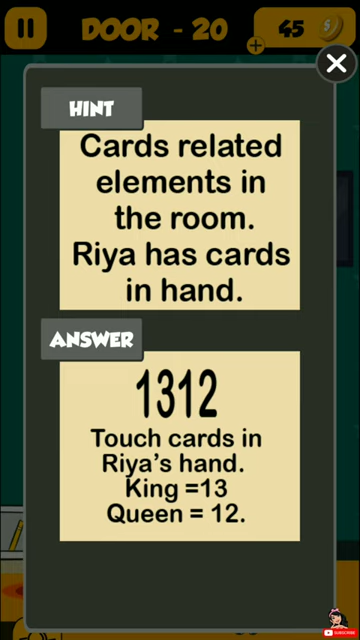 DOOR - 20
45
HINT
Cards related
elements in
the room.
Riya has cards
in hand.
ANSWER
1312
Touch cards in
Riya's hand.
King =13
Queen = 12.
SUBSCRIBE